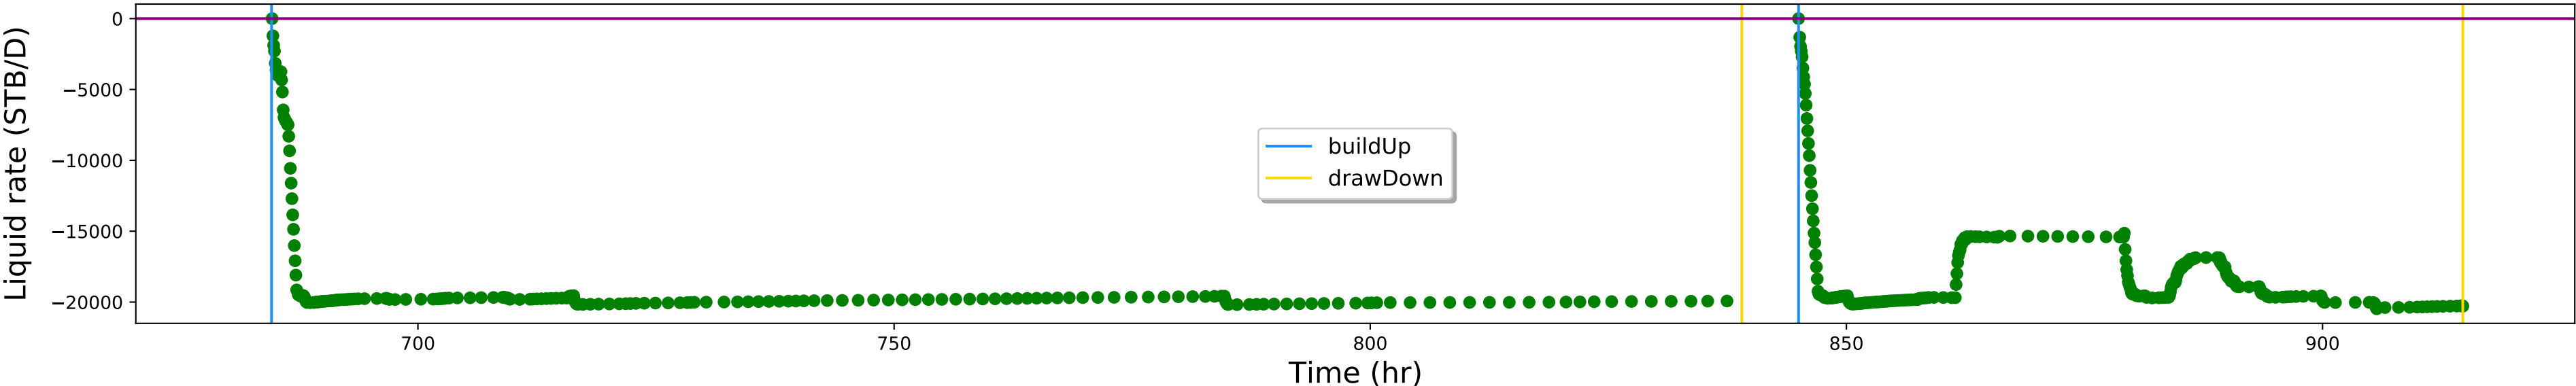 Liquid rate (STB/D)
0
−5000
−10000
−15000
−20000
buildUp
drawDown
700
750
800
850
900
Time (hr)